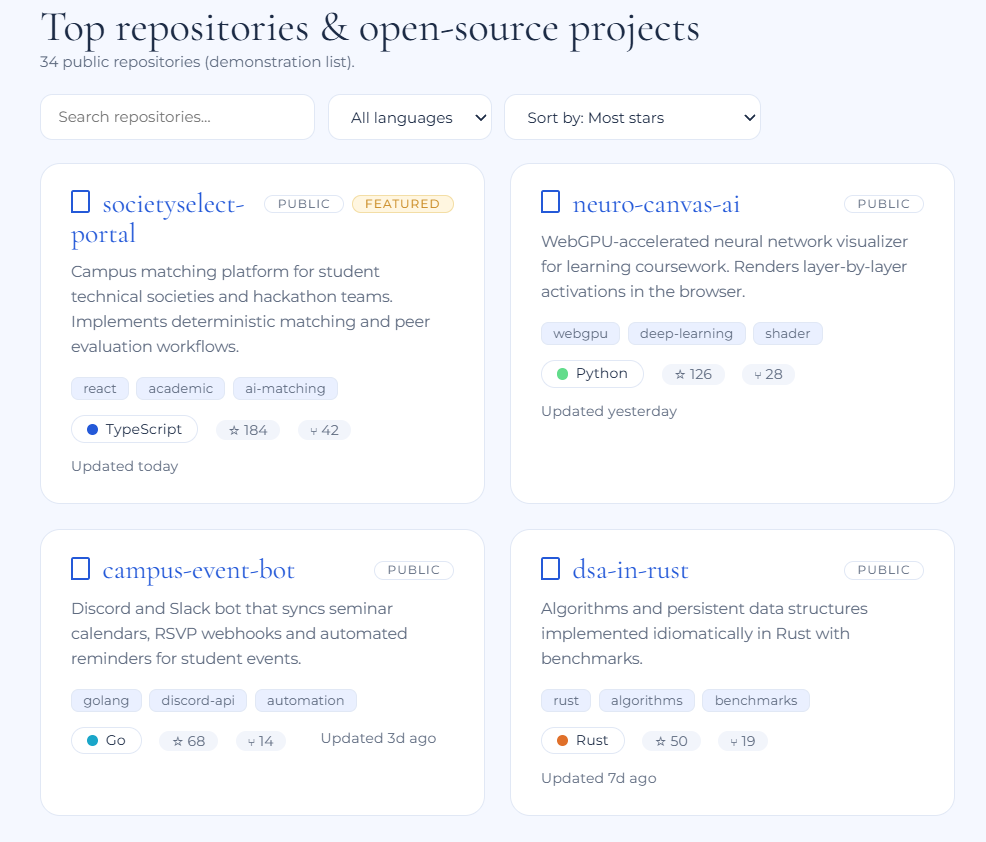 Top repositories & open-source projects
34 public repositories (demonstration list).
Search repositories...
All languages
Sort by: Most stars
societyselect-
portal
PUBLIC
FEATURED
Campus matching platform for student
technical societies and hackathon teams.
Implements deterministic matching and peer
evaluation workflows.
react academic ai-matching
TypeScript ☆ 184 ⑂ 42
Updated today
neuro-canvas-ai
PUBLIC
WebGPU-accelerated neural network visualizer
for learning coursework. Renders layer-by-layer
activations in the browser.
webgpu deep-learning shader
Python ☆ 126 ⑂ 28
Updated yesterday
campus-event-bot
PUBLIC
Discord and Slack bot that syncs seminar
calendars, RSVP webhooks and automated
reminders for student events.
golang discord-api automation
Go ☆ 68 ⑂ 14 Updated 3d ago
dsa-in-rust
PUBLIC
Algorithms and persistent data structures
implemented idiomatically in Rust with
benchmarks.
rust algorithms benchmarks
Rust ☆ 50 ⑂ 19
Updated 7d ago